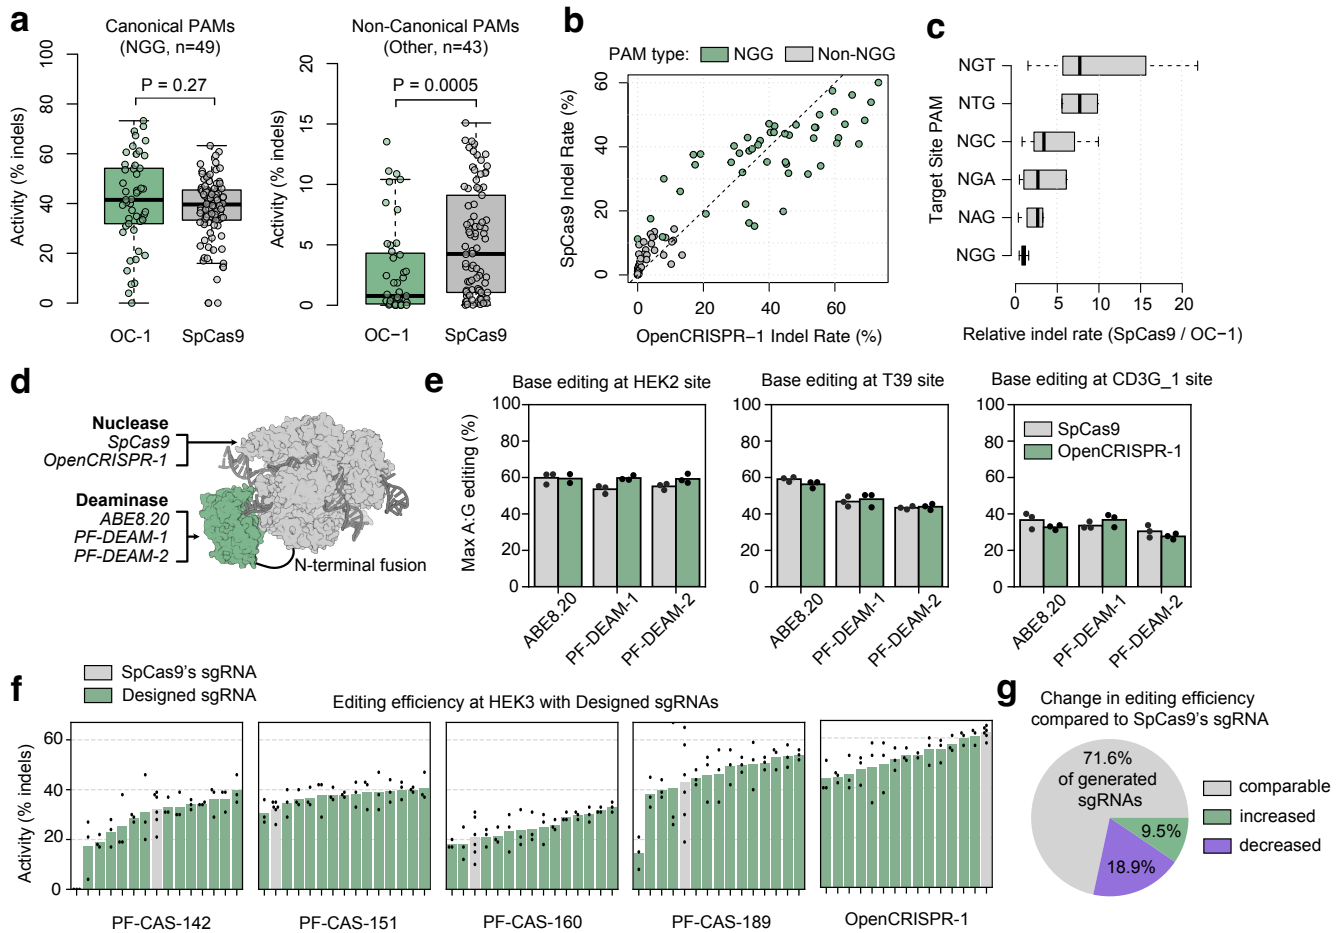 a
Canonical PAMs
(NGG, n=49)
P = 0.27
Activity (% indels)
100
80
60
40
20
0
OC-1
SpCas9
Non-Canonical PAMs
(Other, n=43)
P = 0.0005
Activity (% indels)
20
15
10
5
0
OC−1
SpCas9
b
PAM type:
NGG
Non-NGG
SpCas9 Indel Rate (%)
60
40
20
0
0
20
40
60
OpenCRISPR−1 Indel Rate (%)
c
Target Site PAM
NGT
NTG
NGC
NGA
NAG
NGG
0
5
10
15
20
Relative indel rate (SpCas9 / OC−1)
d
Nuclease
SpCas9
OpenCRISPR-1
Deaminase
ABE8.20
PF-DEAM-1
PF-DEAM-2
N-terminal fusion
e
Base editing at HEK2 site
Max A:G editing (%)
100
80
60
40
20
0
ABE8.20
PF-DEAM-1
PF-DEAM-2
Base editing at T39 site
100
80
60
40
20
0
ABE8.20
PF-DEAM-1
PF-DEAM-2
Base editing at CD3G_1 site
SpCas9
OpenCRISPR-1
100
80
60
40
20
0
ABE8.20
PF-DEAM-1
PF-DEAM-2
f
SpCas9's sgRNA
Designed sgRNA
Editing efficiency at HEK3 with Designed sgRNAs
Activity (% indels)
60
40
20
0
PF-CAS-142
PF-CAS-151
PF-CAS-160
PF-CAS-189
OpenCRISPR-1
g
Change in editing efficiency
compared to SpCas9's sgRNA
71.6%
of generated
sgRNAs
9.5%
18.9%
comparable
increased
decreased